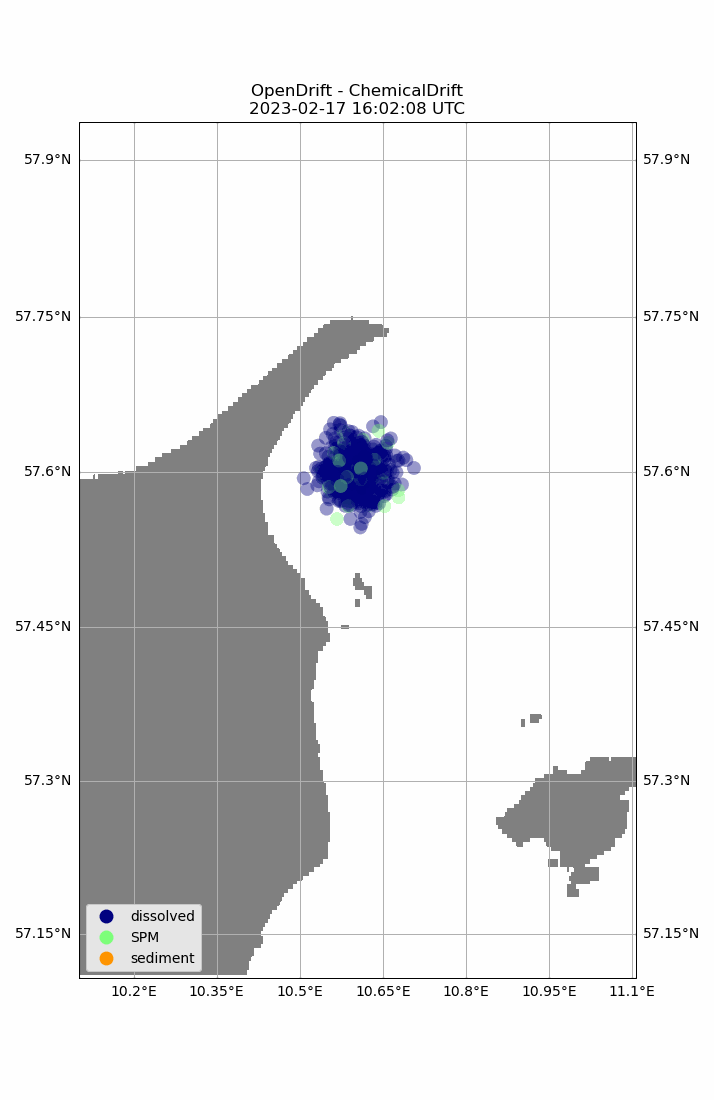 OpenDrift - ChemicalDrift
2023-02-17 16:02:08 UTC
57.9°N 57.9°N
57.75°N 57.75°N
57.6°N 57.6°N
57.45°N 57.45°N
57.3°N 57.3°N
57.15°N 57.15°N
dissolved
SPM
sediment
10.2°E 10.35°E 10.5°E 10.65°E 10.8°E 10.95°E 11.1°E